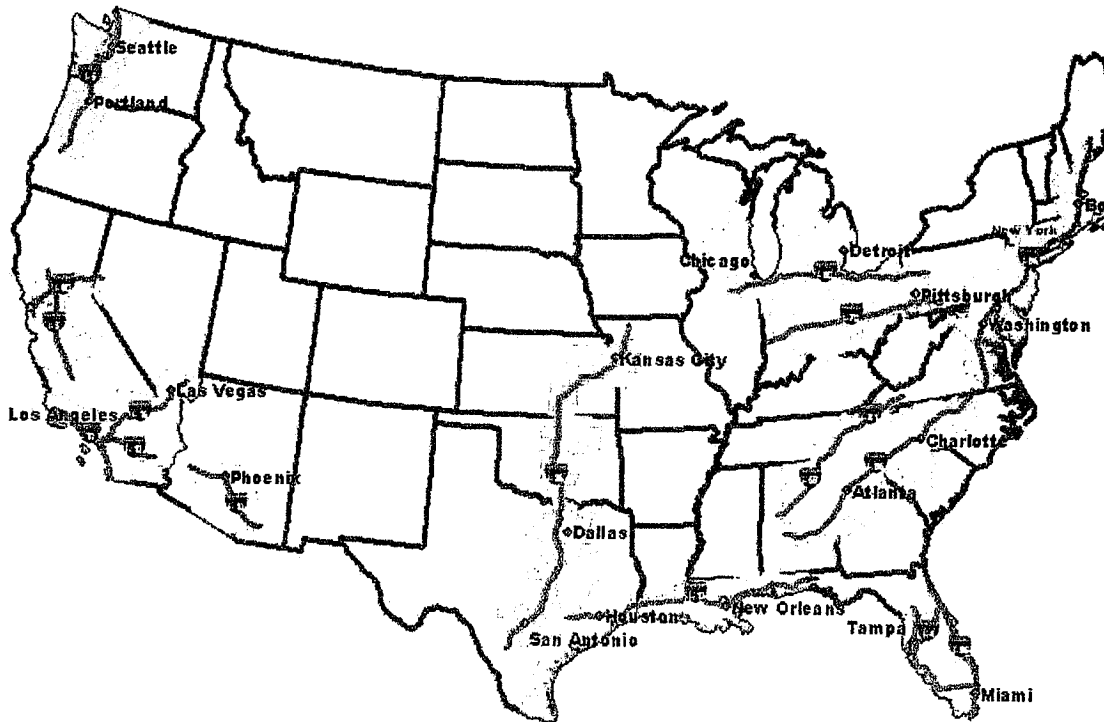 Seattle
Portland
Bo
New York
Detroit
Chicago
Pittsburgh
Washington
Kansas City
Las Vegas
Los Angeles
Charlotte
Phoenix
Atlanta
Dallas
New Orleans
Houston
Tampa
San Antonio
Miami